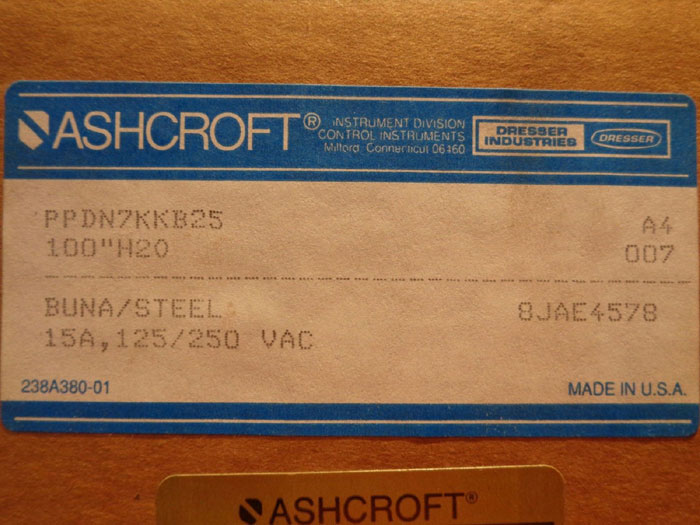 ASHCROFT®
INSTRUMENT DIVISION
CONTROL INSTRUMENTS
Milford, Connecticut 06460
DRESSER
INDUSTRIES
DRESSER
PPDN7KKB25
100"H2O
A4
007
BUNA/STEEL
15A,125/250 VAC
8JAE4578
238A380-01
MADE IN U.S.A.
ASHCROFT®